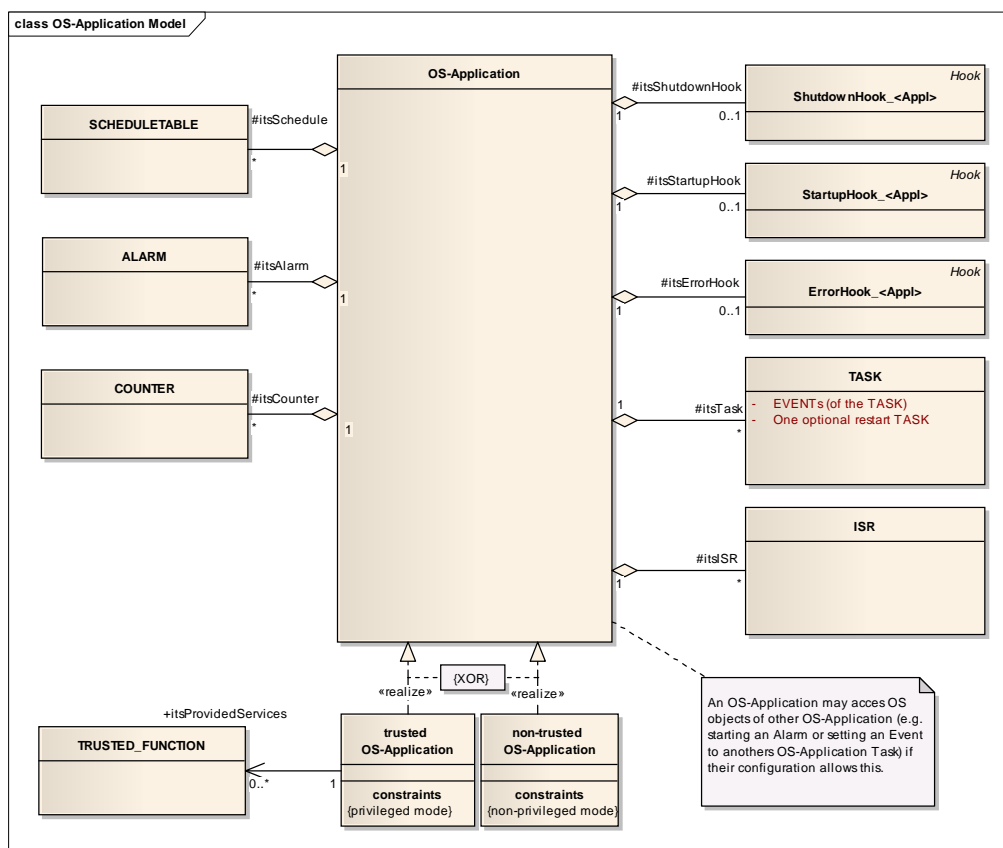 class OS-Application Model
OS-Application
SCHEDULETABLE
#itsSchedule
*
1
ALARM
#itsAlarm
*
1
COUNTER
#itsCounter
*
1
#itsShutdownHook
1
0..1
Hook
ShutdownHook_<Appl>
#itsStartupHook
1
0..1
Hook
StartupHook_<Appl>
#itsErrorHook
1
0..1
Hook
ErrorHook_<Appl>
1
#itsTask
*
TASK
- EVENTs (of the TASK)
- One optional restart TASK
#itsISR
1
*
ISR
{XOR}
«realize»
«realize»
+itsProvidedServices
TRUSTED_FUNCTION
0..*
1
trusted
OS-Application
constraints
{privileged mode}
non-trusted
OS-Application
constraints
{non-privileged mode}
An OS-Application may acces OS
objects of other OS-Application (e.g.
starting an Alarm or setting an Event
to anothers OS-Application Task) if
their configuration allows this.